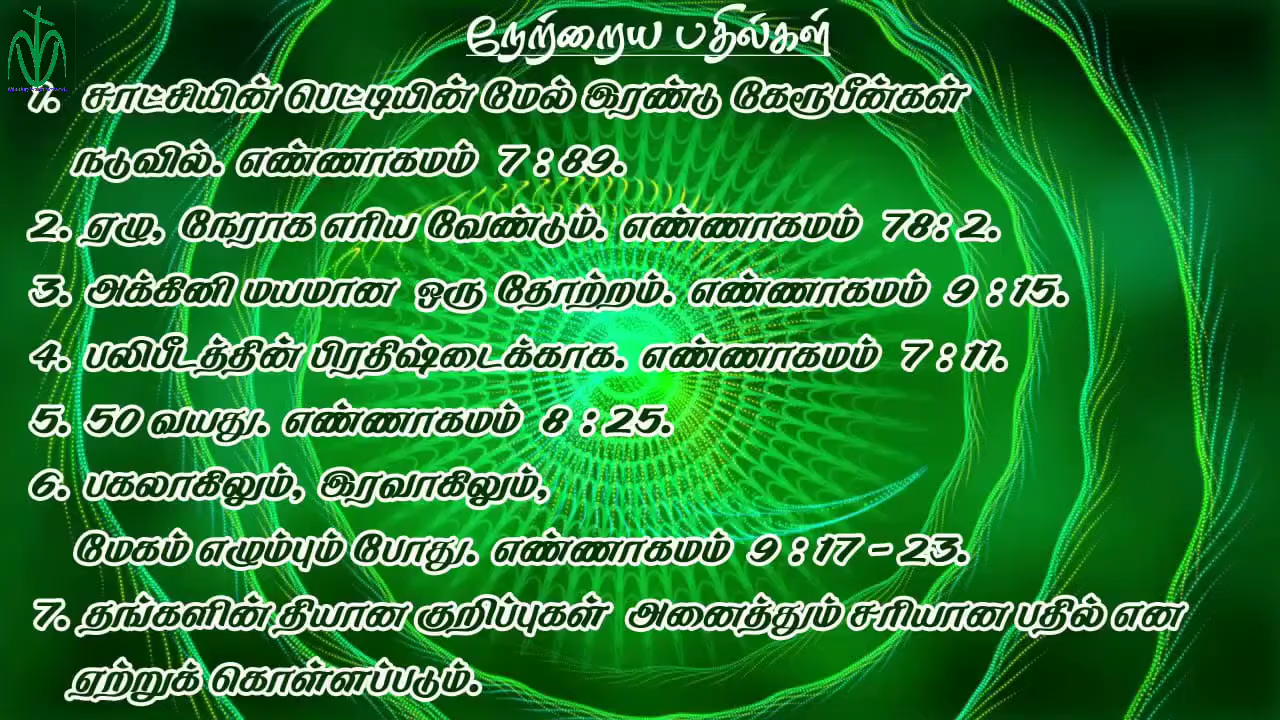 நேற்றைய பதில்கள்
1. சாட்சியின் பெட்டியின் மேல் இரண்டு கேரூபீன்கள்
நடுவில். எண்ணாகமம் 7 : 89.
2. ஏழு, நேராக எரிய வேண்டும். எண்ணாகமம் 78: 2.
3. அக்கினி மயமான ஒரு தோற்றம். எண்ணாகமம் 9 : 15.
4. பலிபீடத்தின் பிரதிஷ்டைக்காக. எண்ணாகமம் 7 : 11.
5. 50 வயது. எண்ணாகமம் 8 : 25.
6. பகலாகிலும், இரவாகிலும்,
மேகம் எழும்பும் போது. எண்ணாகமம் 9 : 17 - 23.
7. தங்களின் தியான குறிப்புகள் அனைத்தும் சரியான பதில் என
ஏற்றுக் கொள்ளப்படும்.